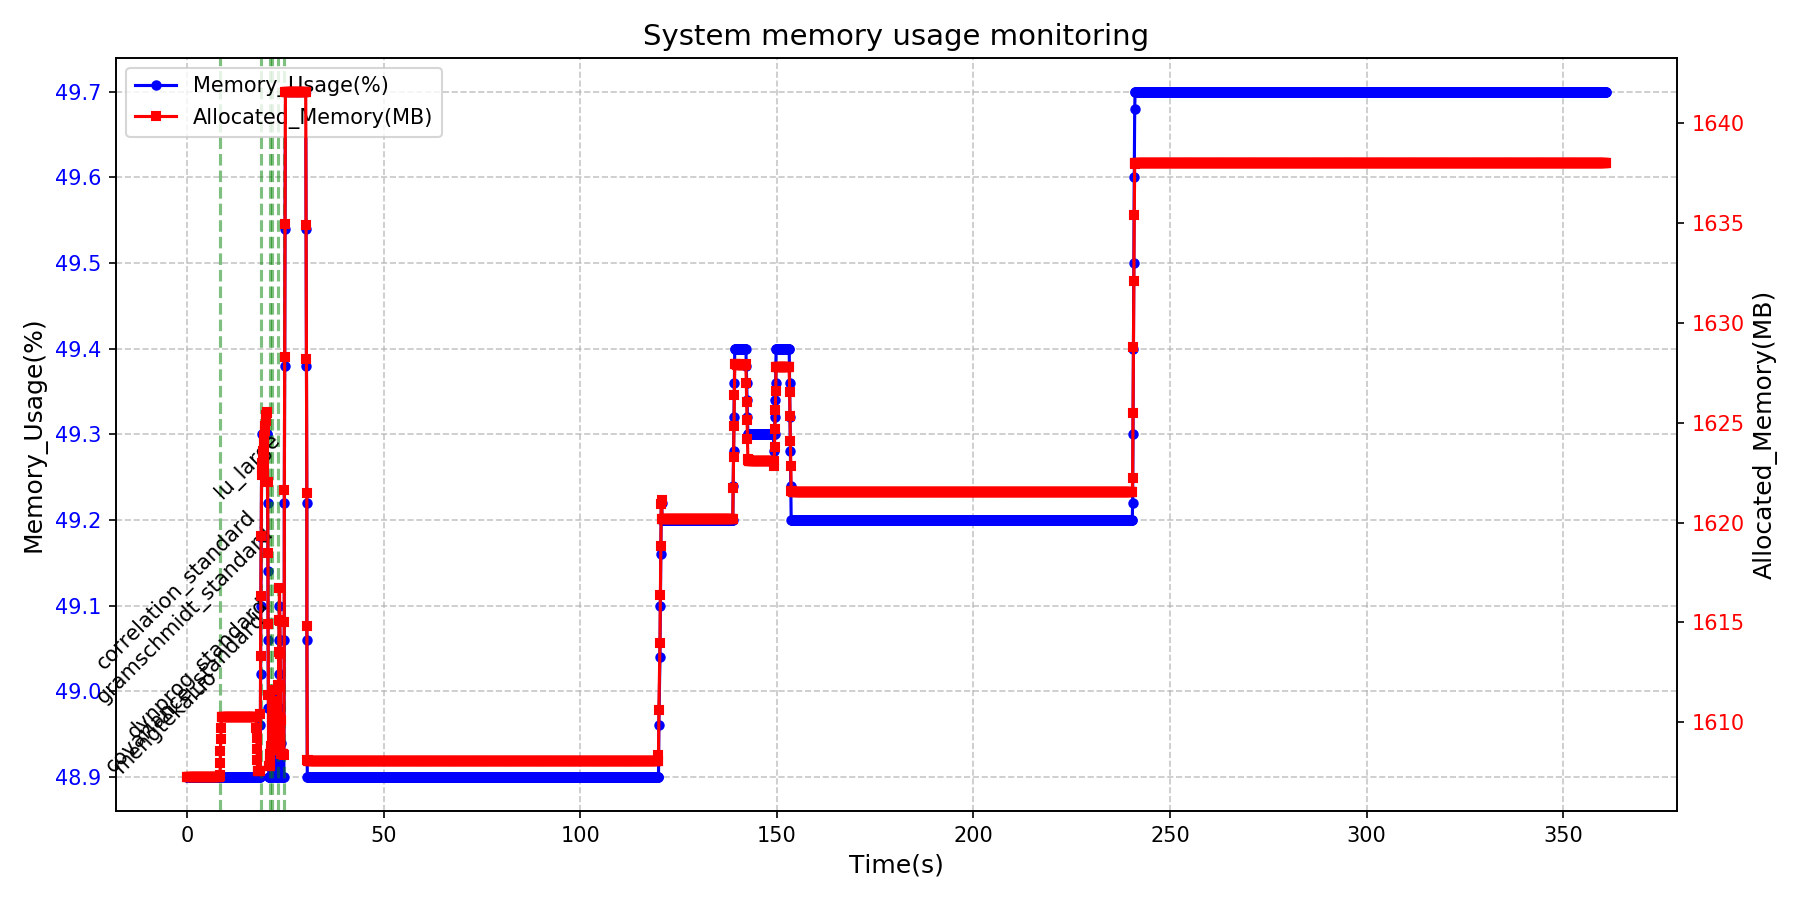 System memory usage monitoring
Memory_Usage(%)
Allocated_Memory(MB)
49.7
49.6
49.5
49.4
49.3
49.2
49.1
49.0
48.9
Memory_Usage(%)
lu_large
correlation_standard
gramschmidt_standard
dynprog_standard
covariance_standard
mengtekaluo
1640
1635
1630
1625
1620
1615
1610
Allocated_Memory(MB)
0
50
100
150
200
250
300
350
Time(s)